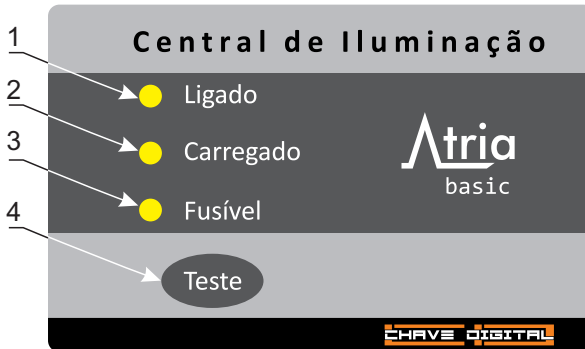 Central de Iluminação
1
Ligado
2
Carregado
3
Fusível
4
Teste
Atria
basic
CHAVE DIGITAL